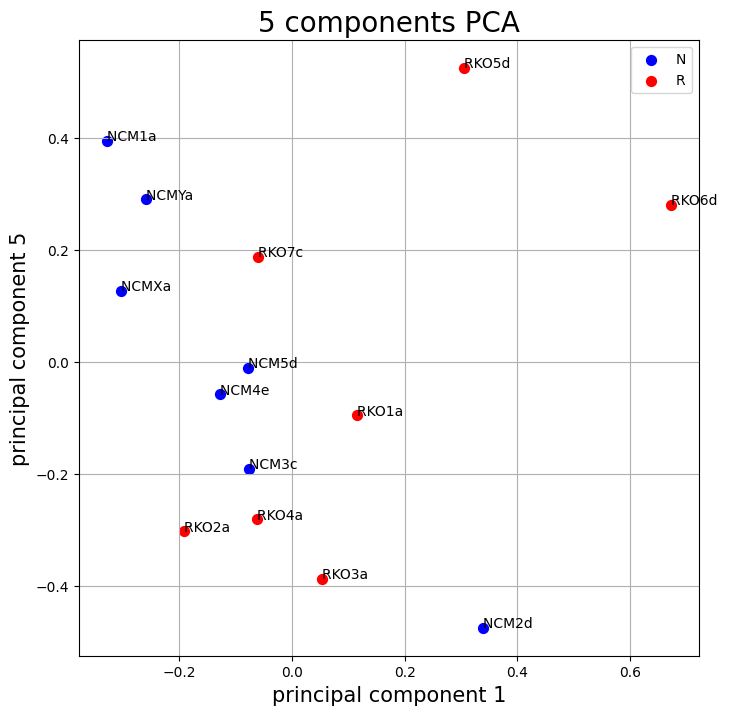 5 components PCA
RKO5d
N
R
NCM1a
NCMYa
RKO6d
RKO7c
NCMXa
NCM5d
NCM4e
RKO1a
NCM3c
RKO4a
RKO2a
RKO3a
NCM2d
0.4
0.2
0.0
−0.2
−0.4
principal component 5
−0.2
0.0
0.2
0.4
0.6
principal component 1